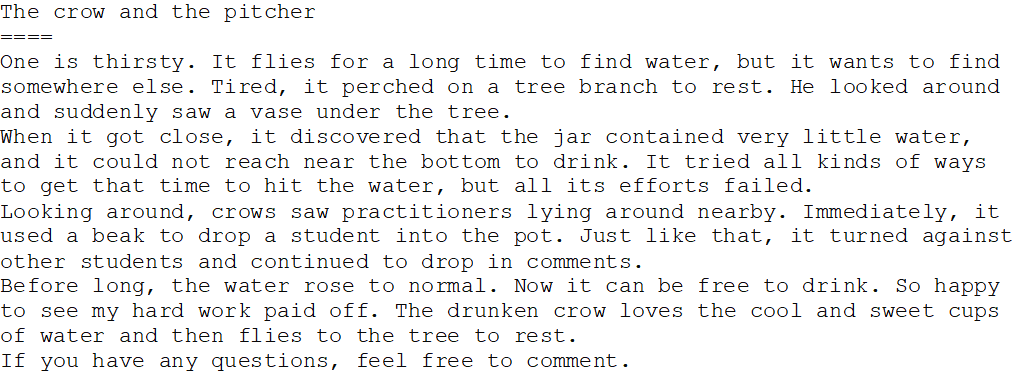 The crow and the pitcher
====
One is thirsty. It flies for a long time to find water, but it wants to find
somewhere else. Tired, it perched on a tree branch to rest. He looked around
and suddenly saw a vase under the tree.
When it got close, it discovered that the jar contained very little water,
and it could not reach near the bottom to drink. It tried all kinds of ways
to get that time to hit the water, but all its efforts failed.
Looking around, crows saw practitioners lying around nearby. Immediately, it
used a beak to drop a student into the pot. Just like that, it turned against
other students and continued to drop in comments.
Before long, the water rose to normal. Now it can be free to drink. So happy
to see my hard work paid off. The drunken crow loves the cool and sweet cups
of water and then flies to the tree to rest.
If you have any questions, feel free to comment.